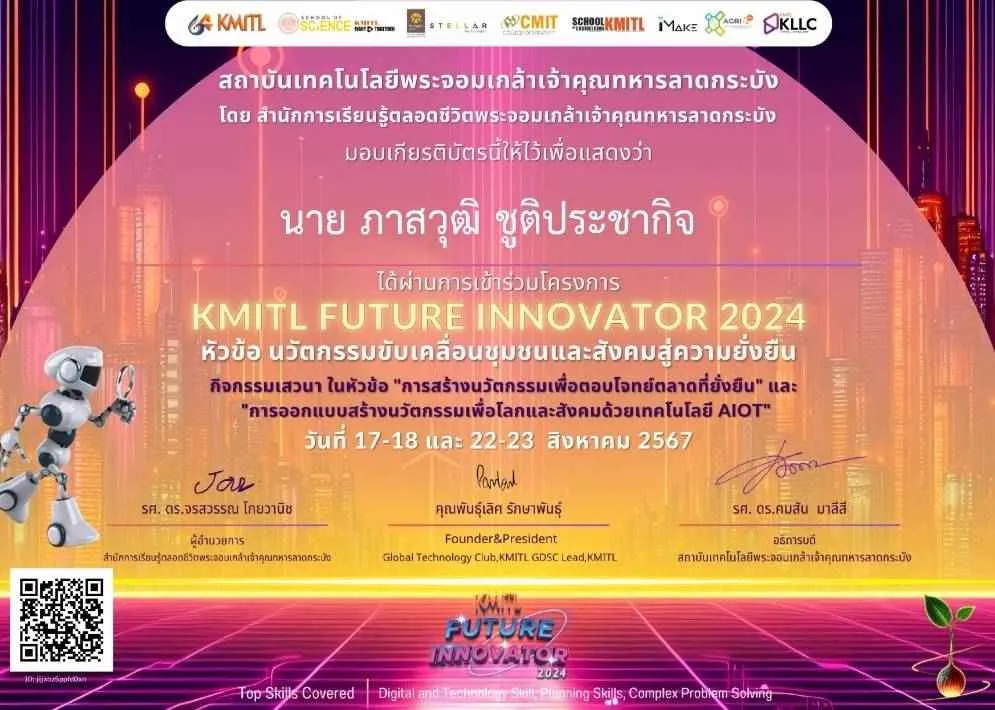 KMITL SCHOOL OF SCIENCE KMITL FIGHT TOGETHER STELLAR CMIT SCHOOL KMITL iMAKE AGRI KLLC
สถาบันเทคโนโลยีพระจอมเกล้าเจ้าคุณทหารลาดกระบัง
โดย สำนักการเรียนรู้ตลอดชีวิตพระจอมเกล้าเจ้าคุณทหารลาดกระบัง
มอบเกียรติบัตรนี้ให้ไว้เพื่อแสดงว่า
นาย ภาสวุฒิ ชูติประชากิจ
ได้ผ่านการเข้าร่วมโครงการ
KMITL FUTURE INNOVATOR 2024
หัวข้อ นวัตกรรมขับเคลื่อนชุมชนและสังคมสู่ความยั่งยืน
กิจกรรมเสวนา ในหัวข้อ "การสร้างนวัตกรรมเพื่อตอบโจทย์ตลาดที่ยั่งยืน" และ
"การออกแบบสร้างนวัตกรรมเพื่อโลกและสังคมด้วยเทคโนโลยี AIOT"
วันที่ 17-18 และ 22-23 สิงหาคม 2567
รศ. ดร.จรสวรรณ โกยวานิช
ผู้อำนวยการ
สำนักการเรียนรู้ตลอดชีวิตพระจอมเกล้าเจ้าคุณทหารลาดกระบัง
คุณพันธุ์เลิศ รักษาพันธุ์
Founder&President
Global Technology Club,KMITL GDSC Lead,KMITL
รศ. ดร.คมสัน มาลีสี
อธิการบดี
สถาบันเทคโนโลยีพระจอมเกล้าเจ้าคุณทหารลาดกระบัง
KMITL
FUTURE
INNOVATOR
2024
Top Skills Covered
Digital and Technology Skill, Planning Skills, Complex Problem Solving